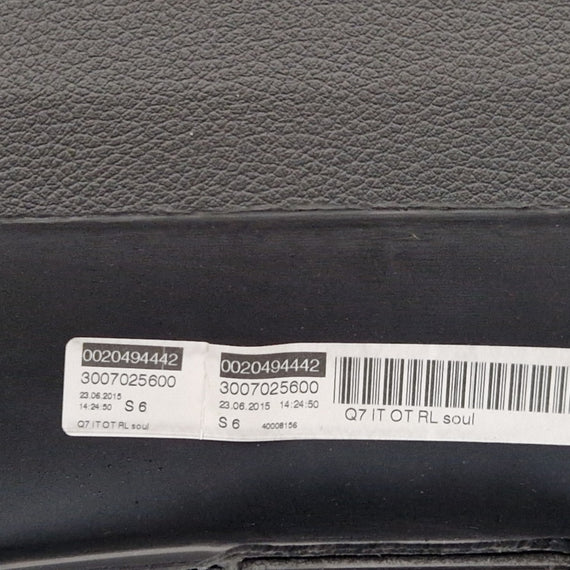 0020494442
3007025600
23.06.2015
14:24:50 S 6
Q7 IT OT RL soul
0020494442
3007025600
23.06.2015 14:24:50
S 6 40008156
Q7 IT OT RL soul